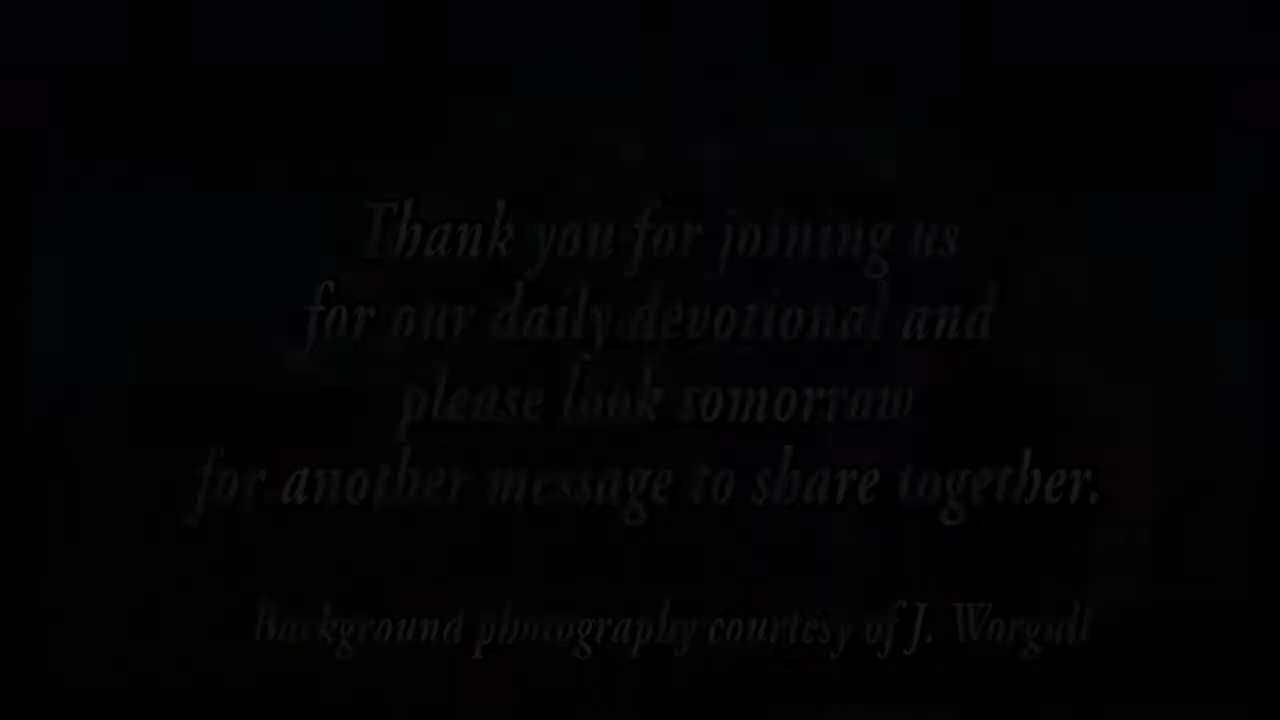 Thank you for joining us
for our daily devotional and
please look tomorrow
for another message to share together.
Background photography courtesy of J. Worgull